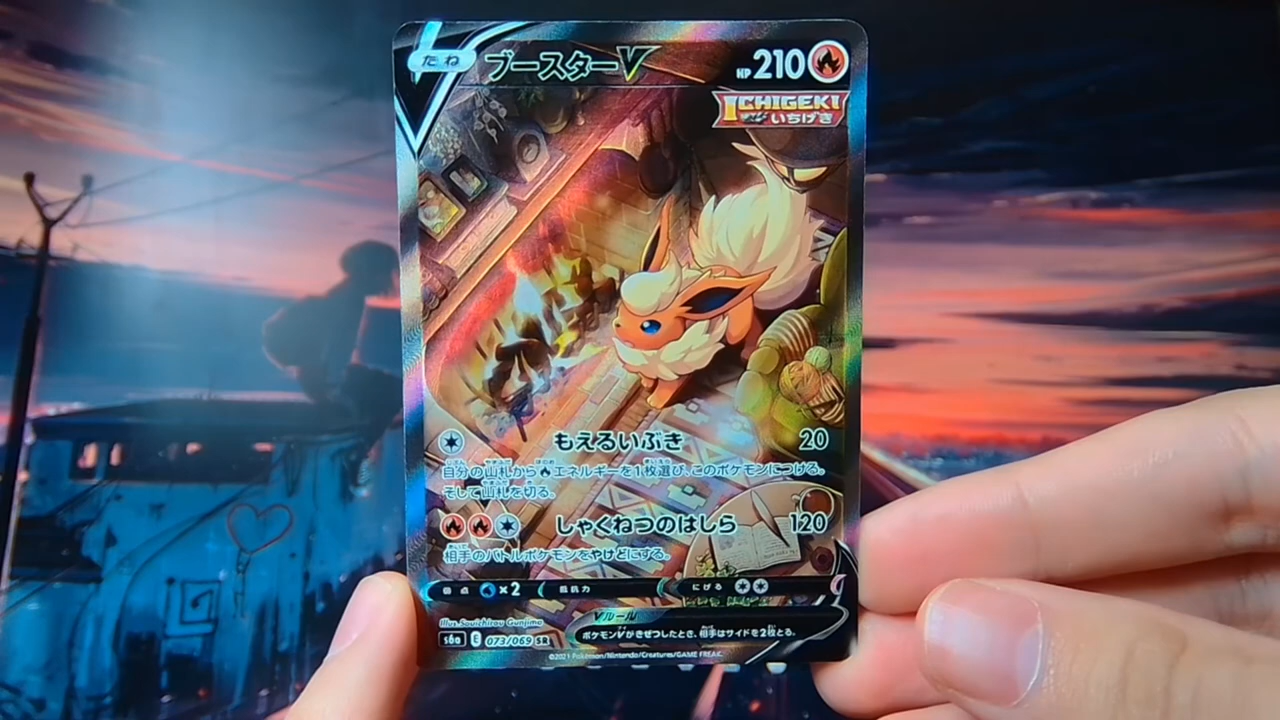 たね ブースターV HP 210
ICHIGEKI
いちげき
もえるいぶき 20
自分の山札からエネルギーを1枚選び、このポケモンにつける。
そして山札を切る。
しゃくねつのはしら 120
相手のバトルポケモンをやけどにする。
弱点 ×2 抵抗力 にげる
Illus. Souichirou Gunjima
Vルール
ポケモンVがきぜつしたとき、相手はサイドを2枚とる。
s6a E 073/069 SR
©2021 Pokémon/Nintendo/Creatures/GAME FREAK.